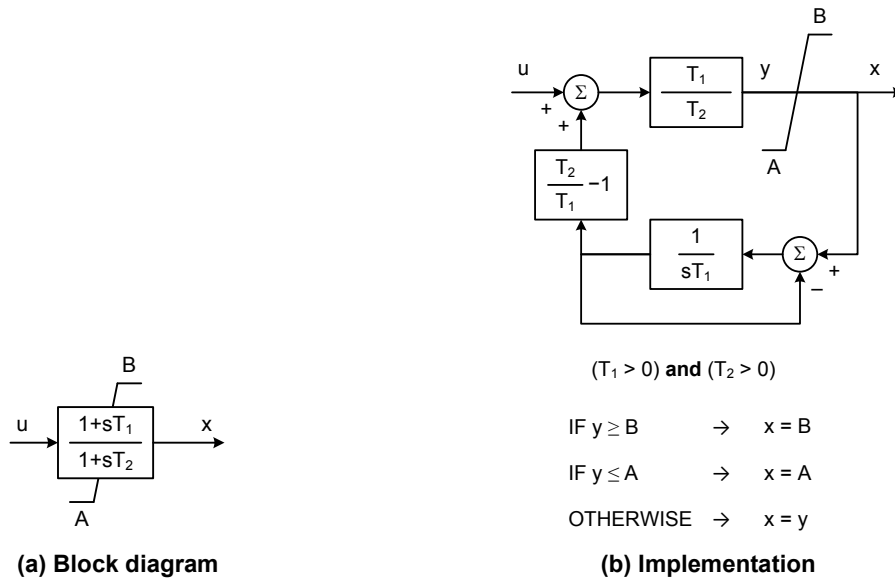 B
u
1+sT₁
1+sT₂
x
A
(a) Block diagram
B
u
+
Σ
+
T₁
T₂
y
x
A
T₂
T₁
−1
1
sT₁
Σ
+
−
(T₁ > 0) and (T₂ > 0)
IF y ≥ B → x = B
IF y ≤ A → x = A
OTHERWISE → x = y
(b) Implementation